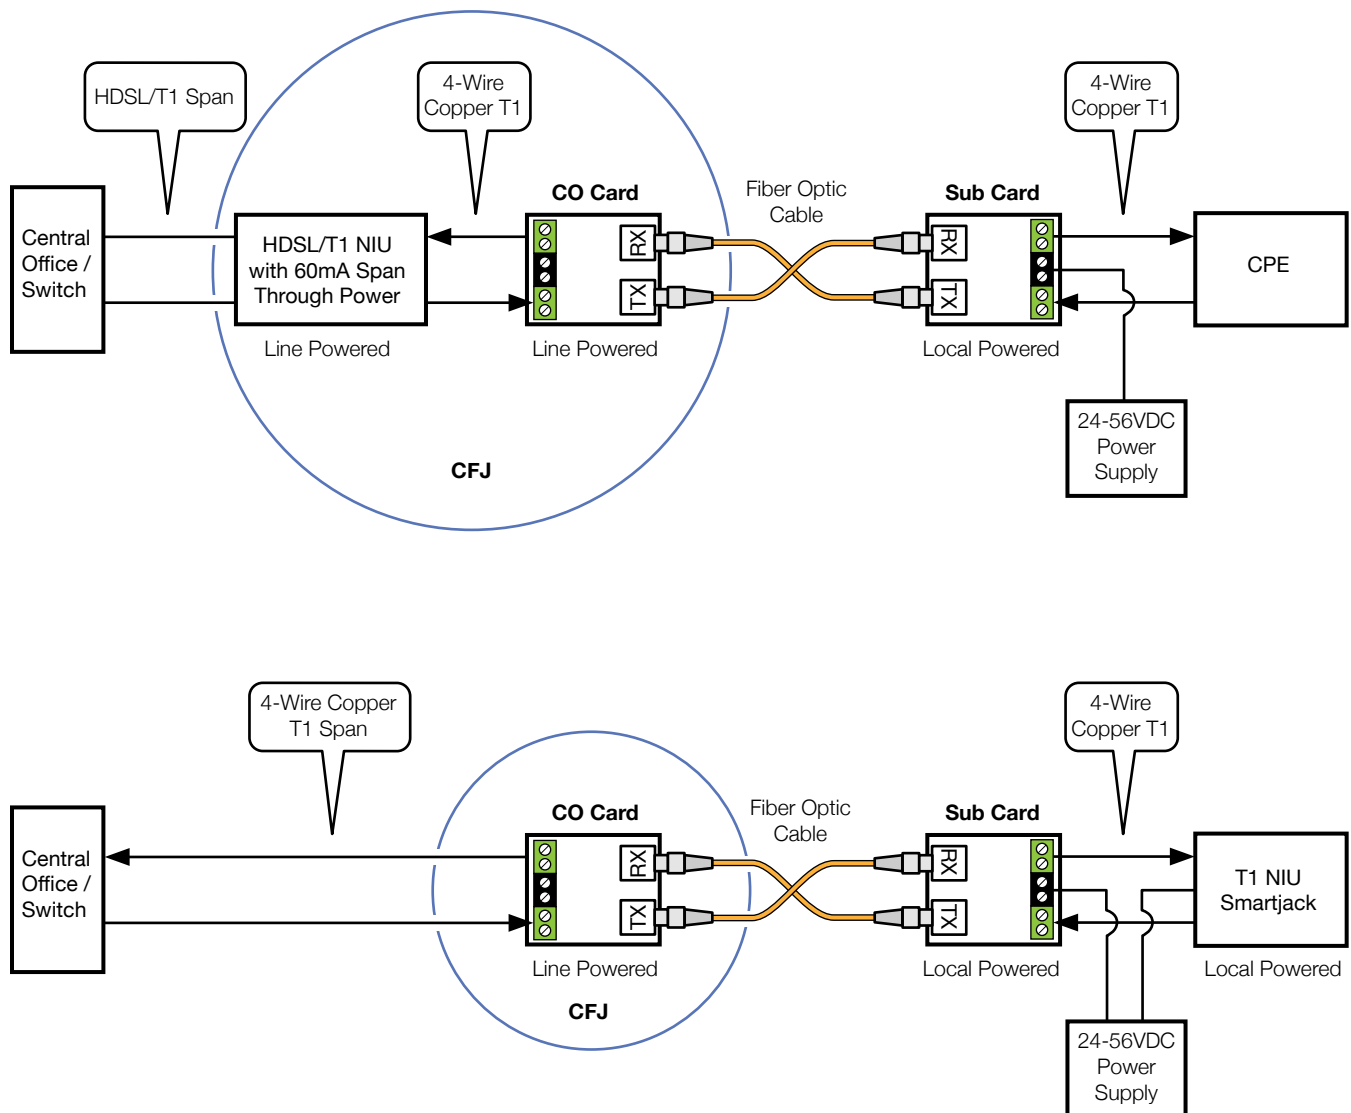 HDSL/T1 Span
4-Wire
Copper T1
4-Wire
Copper T1
CO Card
Fiber Optic
Cable
Sub Card
Central
Office /
Switch
HDSL/T1 NIU
with 60mA Span
Through Power
RX
TX
RX
TX
CPE
Line Powered
Line Powered
Local Powered
24-56VDC
Power
Supply
CFJ
4-Wire Copper
T1 Span
4-Wire
Copper T1
CO Card
Fiber Optic
Cable
Sub Card
Central
Office /
Switch
RX
TX
RX
TX
T1 NIU
Smartjack
Line Powered
Local Powered
Local Powered
CFJ
24-56VDC
Power
Supply